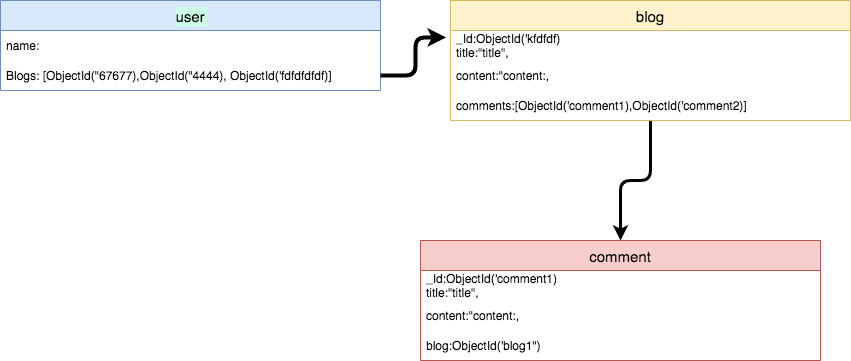 user
name:
Blogs: [ObjectId("67677),ObjectId("4444), ObjectId('fdfdfdfdf)]
blog
_Id:ObjectId('kfdfdf)
title:"title",
content:"content:,
comments:[ObjectId('comment1),ObjectId('comment2)]
comment
_Id:ObjectId('comment1)
title:"title",
content:"content:,
blog:ObjectId('blog1")